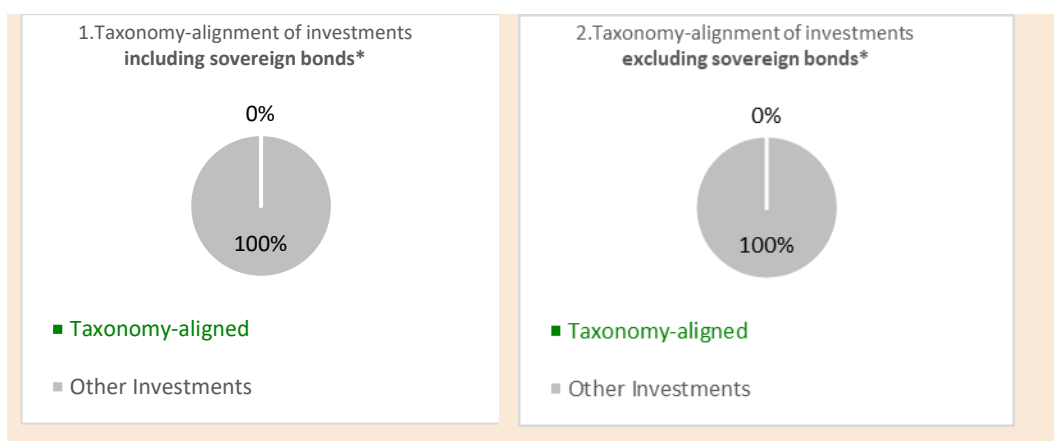 1.Taxonomy-alignment of investments
including sovereign bonds*
0%
100%
Taxonomy-aligned
Other Investments
2.Taxonomy-alignment of investments
excluding sovereign bonds*
0%
100%
Taxonomy-aligned
Other Investments